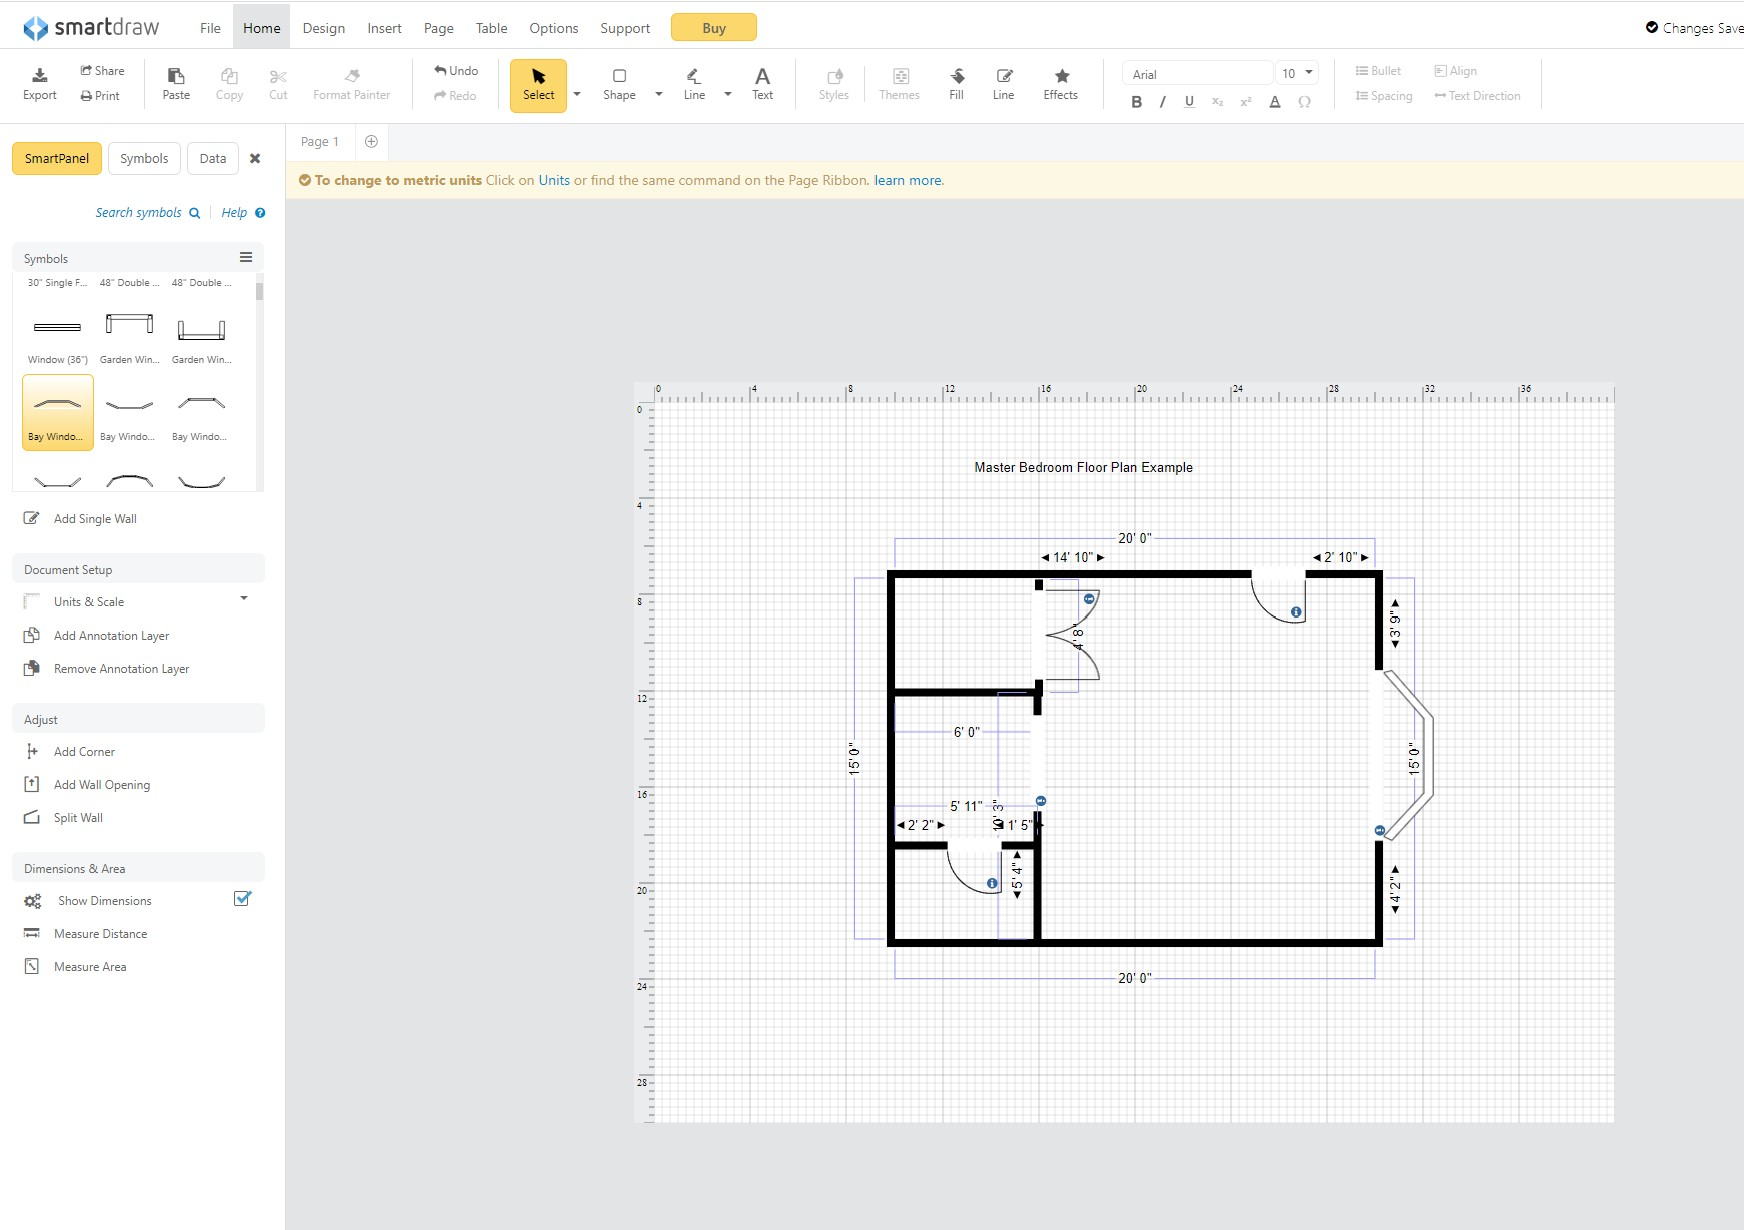 smartdraw
File Home Design Insert Page Table Options Support Buy
Changes Save
Export
Share
Print
Paste Copy Cut Format Painter
Undo
Redo
Select Shape Line Text
Styles Themes Fill Line Effects
Arial 10
B I U x₂ x² A Ω
Bullet Align
Spacing Text Direction
SmartPanel Symbols Data
Page 1
To change to metric units Click on Units or find the same command on the Page Ribbon. learn more.
Search symbols Help
Symbols
30" Single F... 48" Double ... 48" Double ...
Window (36") Garden Win... Garden Win...
Bay Windo... Bay Windo... Bay Windo...
Add Single Wall
Document Setup
Units & Scale
Add Annotation Layer
Remove Annotation Layer
Adjust
Add Corner
Add Wall Opening
Split Wall
Dimensions & Area
Show Dimensions
Measure Distance
Measure Area
0 4 8 12 16 20 24 28 32 36
0
4
8
12
16
20
24
28
Master Bedroom Floor Plan Example
20' 0"
14' 10" 2' 10"
3' 9"
4' 8"
6' 0"
15' 0" 15' 0"
5' 11"
10' 3"
2' 2" 1' 5"
5' 4"
4' 2"
20' 0"